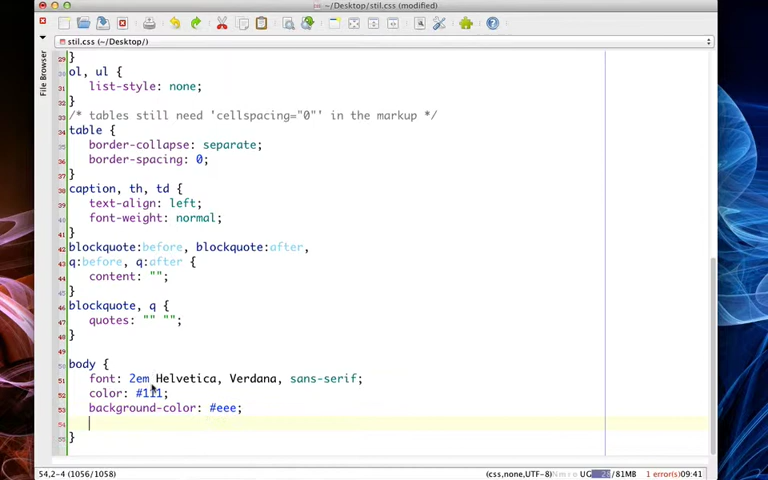 ~/Desktop/stil.css (modified)
stil.css (~/Desktop/)
File Browser
29 }
30 ol, ul {
31 list-style: none;
32 }
33 /* tables still need 'cellspacing="0"' in the markup */
34 table {
35 border-collapse: separate;
36 border-spacing: 0;
37 }
38 caption, th, td {
39 text-align: left;
40 font-weight: normal;
41 }
42 blockquote:before, blockquote:after,
43 q:before, q:after {
44 content: "";
45 }
46 blockquote, q {
47 quotes: "" "";
48 }
49
50 body {
51 font: 2em Helvetica, Verdana, sans-serif;
52 color: #111;
53 background-color: #eee;
54
55 }
54,2-4 (1056/1058)
(css,none,UTF-8) N m r o UG 28/81MB 1 error(s) 09:41